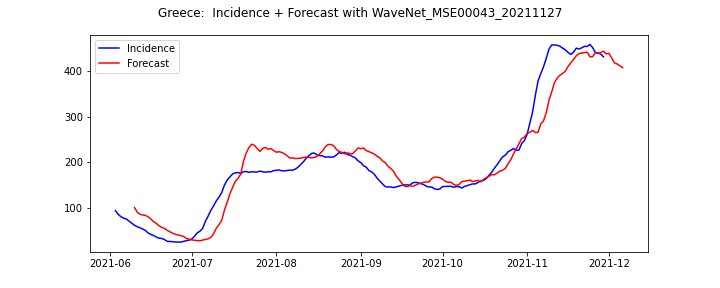 Greece:  Incidence + Forecast with WaveNet_MSE00043_20211127
Incidence
Forecast
400
300
200
100
2021-06 2021-07 2021-08 2021-09 2021-10 2021-11 2021-12